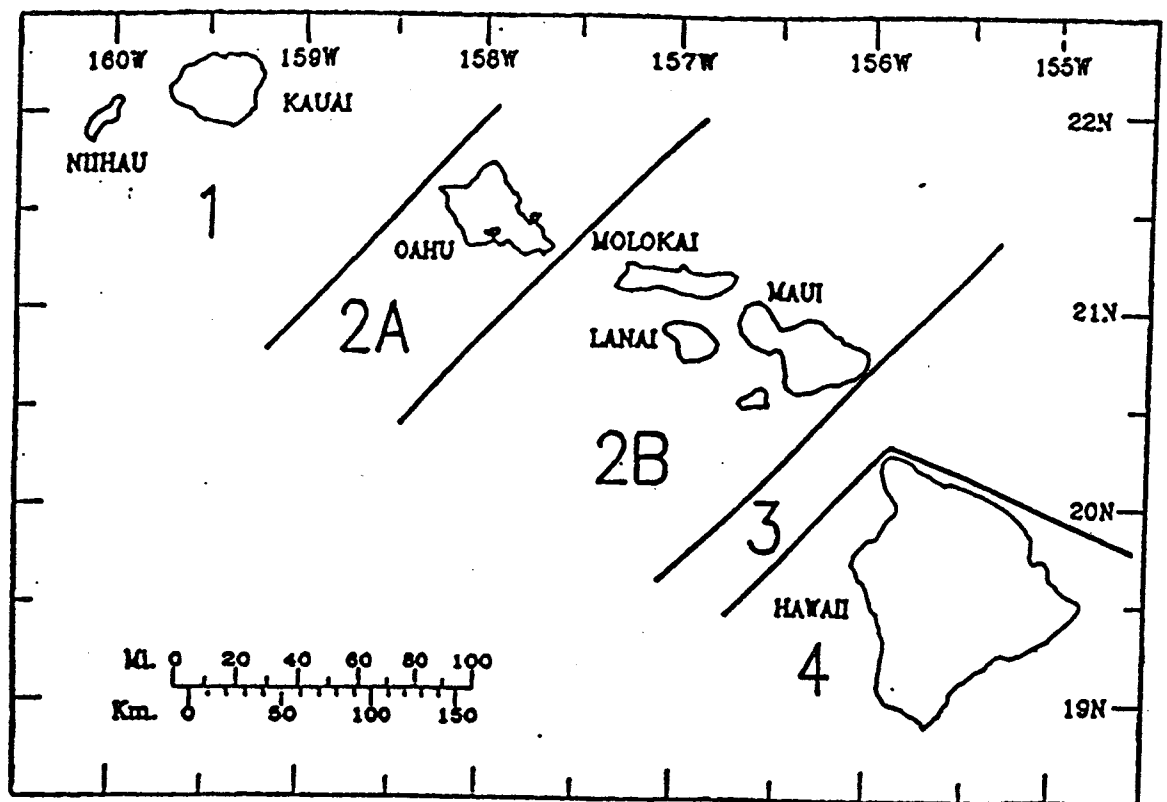 160W 159W 158W 157W 156W 155W
KAUAI
22N
NIIHAU
1
OAHU
MOLOKAI
MAUI
21N
2A
LANAI
2B
3
20N
HAWAII
4
Mi. 0 20 40 60 80 100
Km. 0 50 100 150
19N